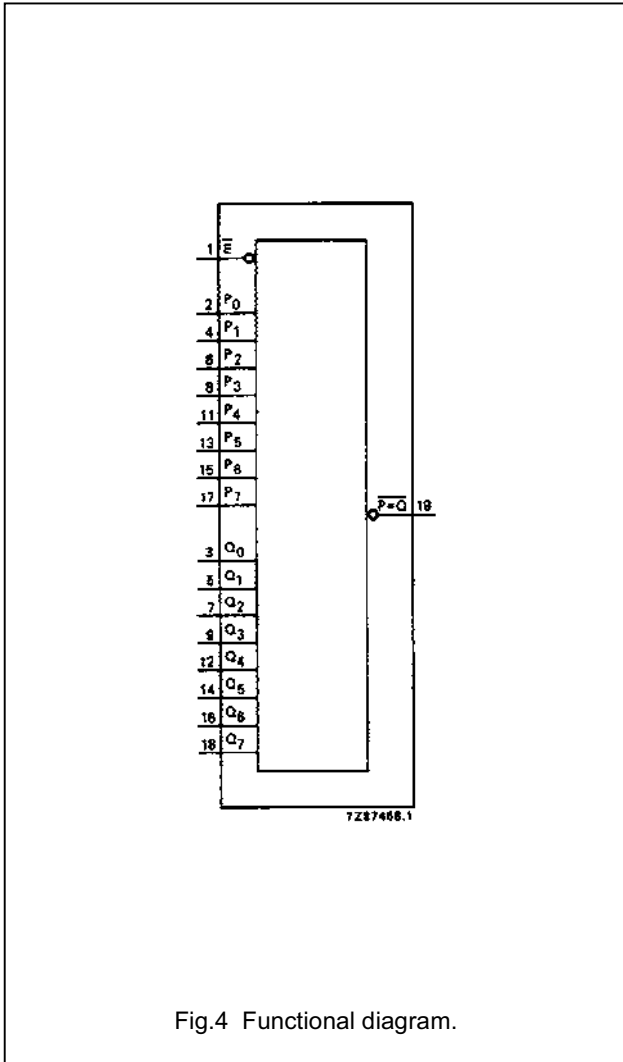 1 E̅
2 P0
4 P1
6 P2
8 P3
11 P4
13 P5
15 P6
17 P7
P=Q 19
3 Q0
5 Q1
7 Q2
9 Q3
12 Q4
14 Q5
16 Q6
18 Q7
7Z87466.1
Fig.4 Functional diagram.